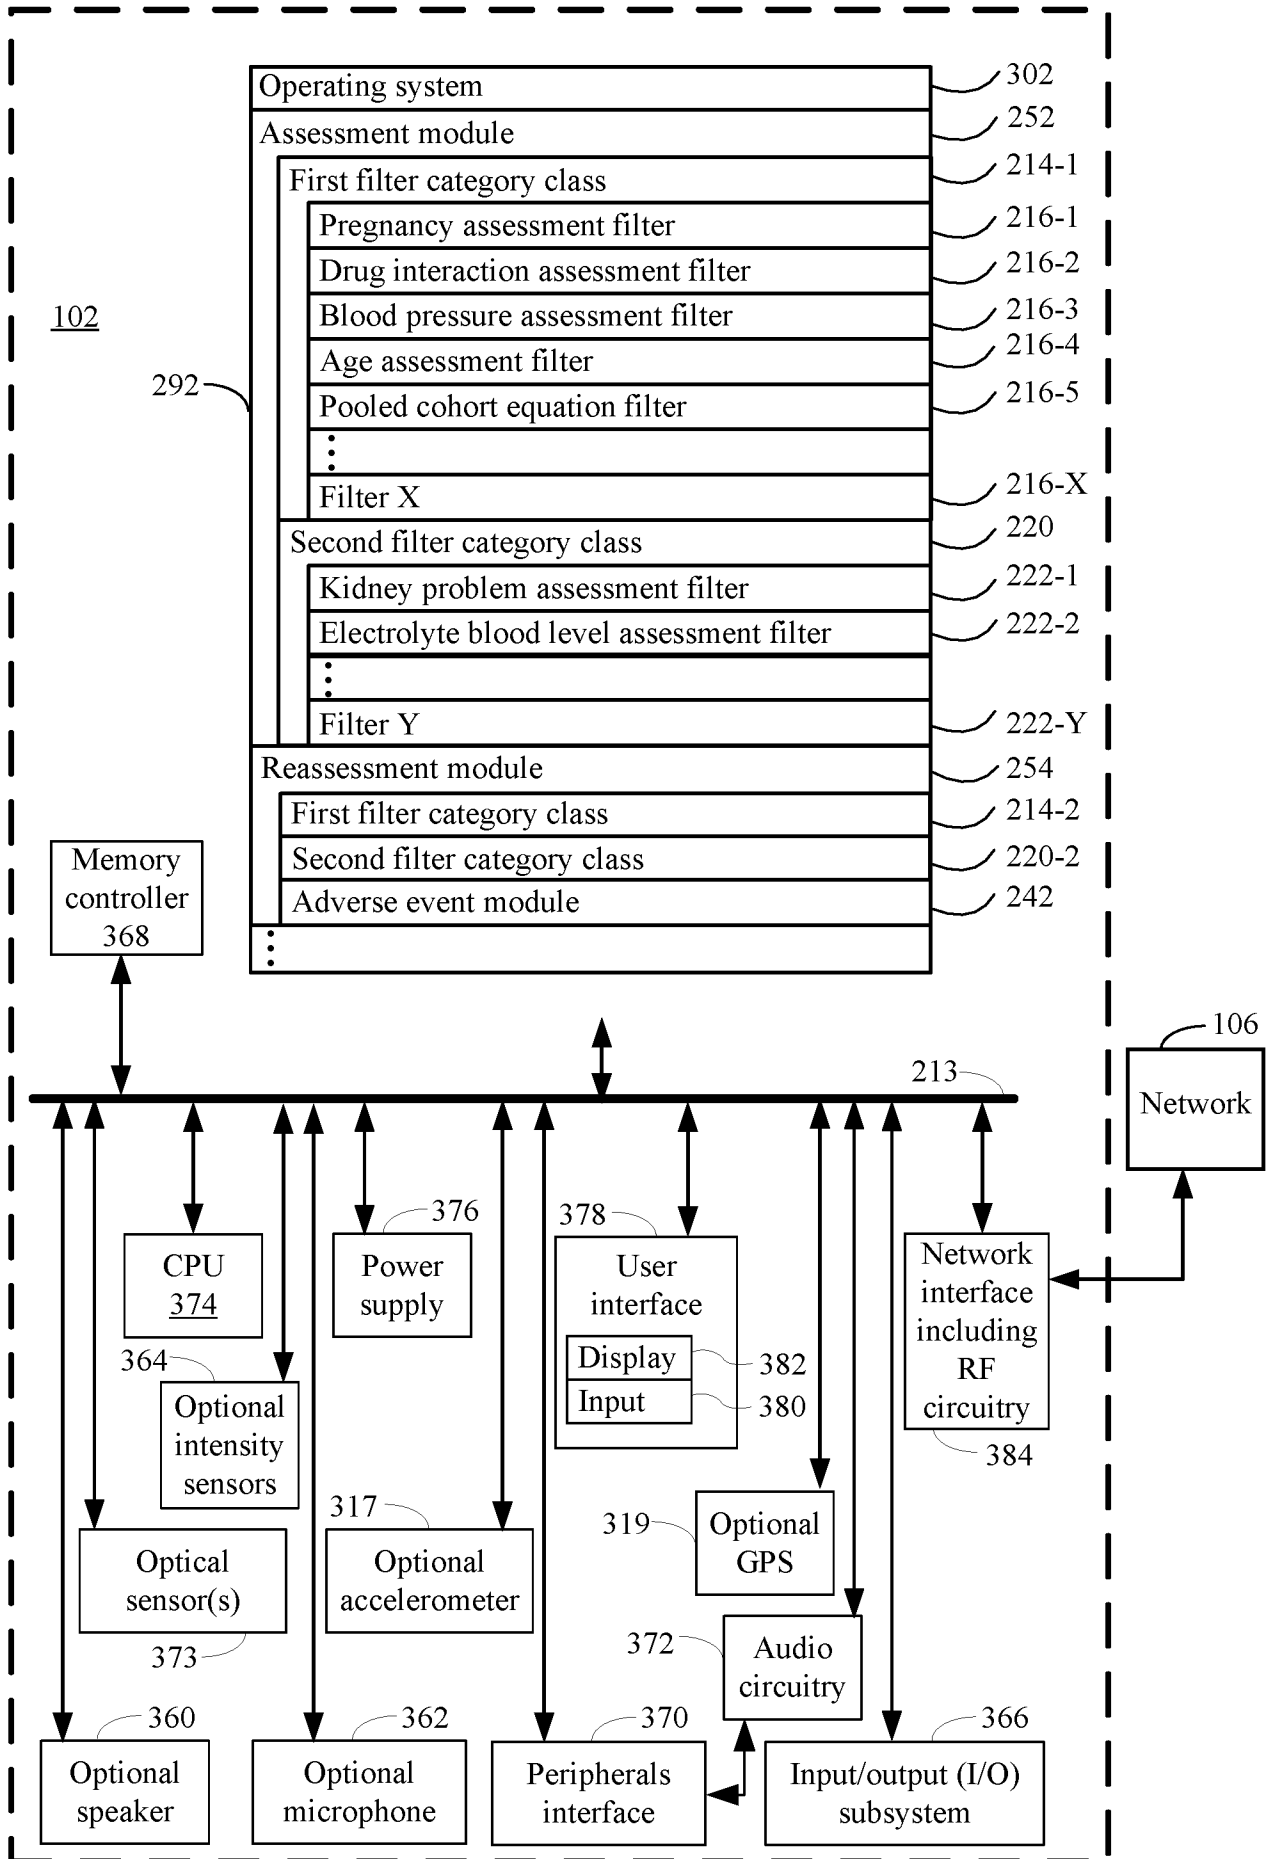 Operating system
302
Assessment module
252
First filter category class
214-1
Pregnancy assessment filter
216-1
Drug interaction assessment filter
216-2
Blood pressure assessment filter
216-3
102
Age assessment filter
216-4
292
Pooled cohort equation filter
216-5
Filter X
216-X
Second filter category class
220
Kidney problem assessment filter
222-1
Electrolyte blood level assessment filter
222-2
Filter Y
222-Y
Reassessment module
254
First filter category class
214-2
Second filter category class
220-2
Adverse event module
242
Memory
controller
368
106
Network
213
CPU
374
376
Power
supply
378
User
interface
Display
382
Input
380
Network
interface
including
RF
circuitry
384
364
Optional
intensity
sensors
317
Optional
accelerometer
319
Optional
GPS
Optical
sensor(s)
373
372
Audio
circuitry
360
Optional
speaker
362
Optional
microphone
370
Peripherals
interface
366
Input/output (I/O)
subsystem